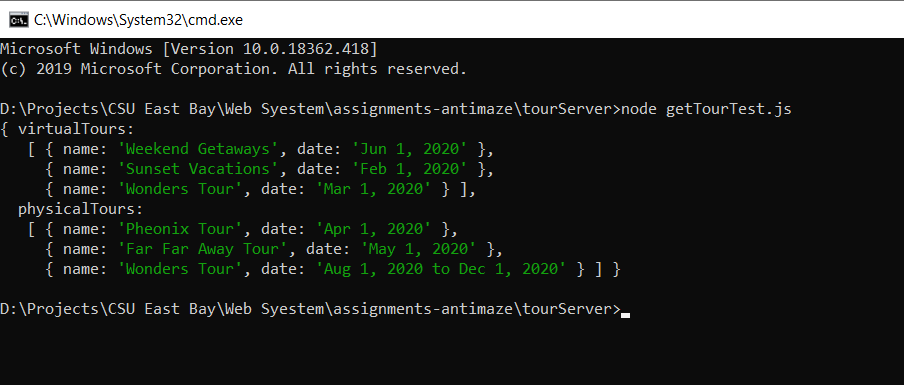 C:\Windows\System32\cmd.exe
Microsoft Windows [Version 10.0.18362.418]
(c) 2019 Microsoft Corporation. All rights reserved.
D:\Projects\CSU East Bay\Web Syestem\assignments-antimaze\tourServer>node getTourTest.js
{ virtualTours:
   [ { name: 'Weekend Getaways', date: 'Jun 1, 2020' },
     { name: 'Sunset Vacations', date: 'Feb 1, 2020' },
     { name: 'Wonders Tour', date: 'Mar 1, 2020' } ],
  physicalTours:
   [ { name: 'Pheonix Tour', date: 'Apr 1, 2020' },
     { name: 'Far Far Away Tour', date: 'May 1, 2020' },
     { name: 'Wonders Tour', date: 'Aug 1, 2020 to Dec 1, 2020' } ] }
D:\Projects\CSU East Bay\Web Syestem\assignments-antimaze\tourServer>